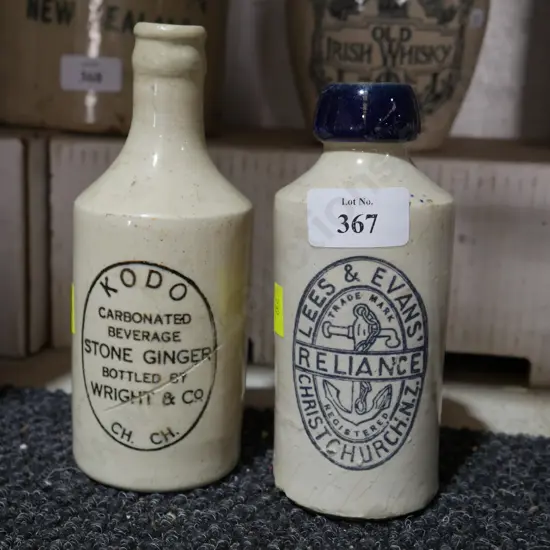 NEW ZEALAND
368
OLD
IRISH WHISKY
KODO
CARBONATED
BEVERAGE
STONE GINGER
BOTTLED BY
WRIGHT & CO
CH. CH.
Lot No.
367
LEES & EVANS'
TRADE MARK
RELIANCE
REGISTERED
CHRISTCHURCH N.Z.